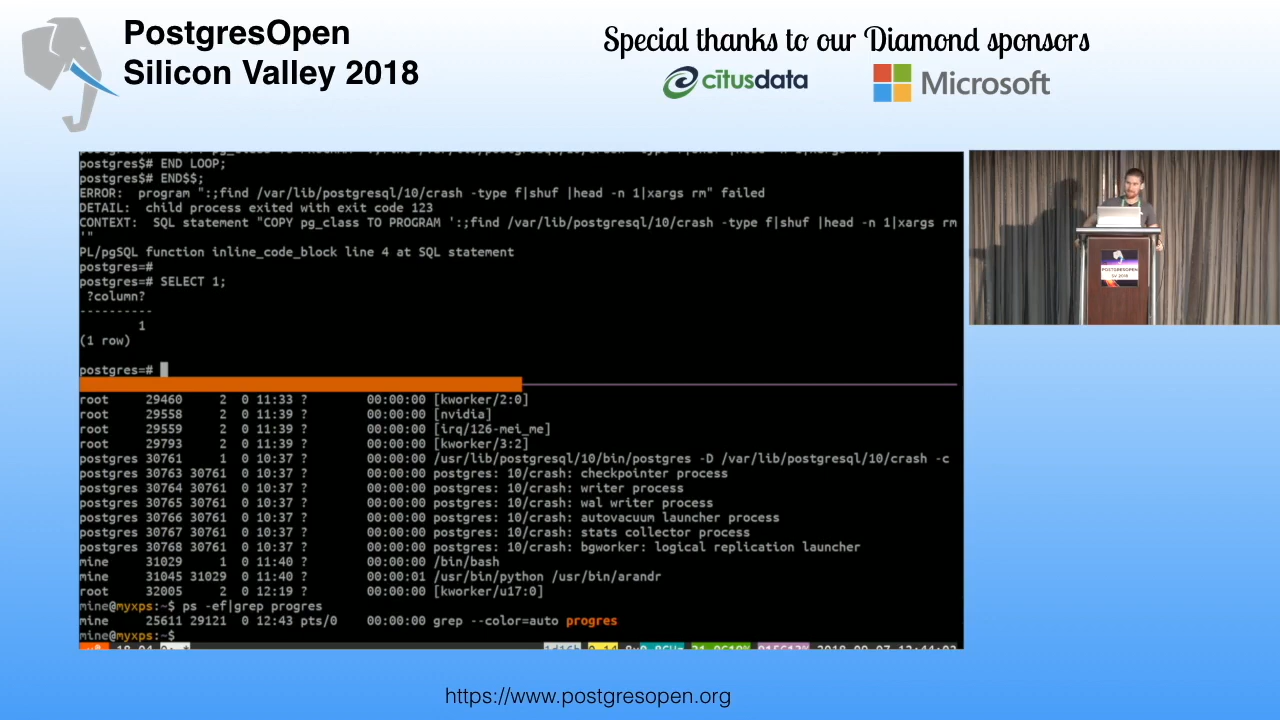 PostgresOpen
Silicon Valley 2018
Special thanks to our Diamond sponsors
citusdata
Microsoft
postgres$# END LOOP;
postgres$# END$$;
ERROR:  program ":;find /var/lib/postgresql/10/crash -type f|shuf |head -n 1|xargs rm" failed
DETAIL:  child process exited with exit code 123
CONTEXT:  SQL statement "COPY pg_class TO PROGRAM ':;find /var/lib/postgresql/10/crash -type f|shuf |head -n 1|xargs rm
'"
PL/pgSQL function inline_code_block line 4 at SQL statement
postgres=#
postgres=# SELECT 1;
?column?
----------
1
(1 row)
postgres=#
root     29460     2  0 11:33 ?        00:00:00 [kworker/2:0]
root     29558     2  0 11:39 ?        00:00:00 [nvidia]
root     29559     2  0 11:39 ?        00:00:00 [irq/126-mei_me]
root     29793     2  0 11:39 ?        00:00:00 [kworker/3:2]
postgres 30761     1  0 10:37 ?        00:00:00 /usr/lib/postgresql/10/bin/postgres -D /var/lib/postgresql/10/crash -c
postgres 30763 30761  0 10:37 ?        00:00:00 postgres: 10/crash: checkpointer process
postgres 30764 30761  0 10:37 ?        00:00:00 postgres: 10/crash: writer process
postgres 30765 30761  0 10:37 ?        00:00:00 postgres: 10/crash: wal writer process
postgres 30766 30761  0 10:37 ?        00:00:00 postgres: 10/crash: autovacuum launcher process
postgres 30767 30761  0 10:37 ?        00:00:00 postgres: 10/crash: stats collector process
postgres 30768 30761  0 10:37 ?        00:00:00 postgres: 10/crash: bgworker: logical replication launcher
mine     31029     1  0 11:40 ?        00:00:00 /bin/bash
mine     31045 31029  0 11:40 ?        00:00:01 /usr/bin/python /usr/bin/arandr
root     32005     2  0 12:19 ?        00:00:00 [kworker/u17:0]
mine@myxps:~$ ps -ef|grep progres
mine     25611 29121  0 12:43 pts/0    00:00:00 grep --color=auto progres
mine@myxps:~$
POSTGRESOPEN
SV 2018
https://www.postgresopen.org